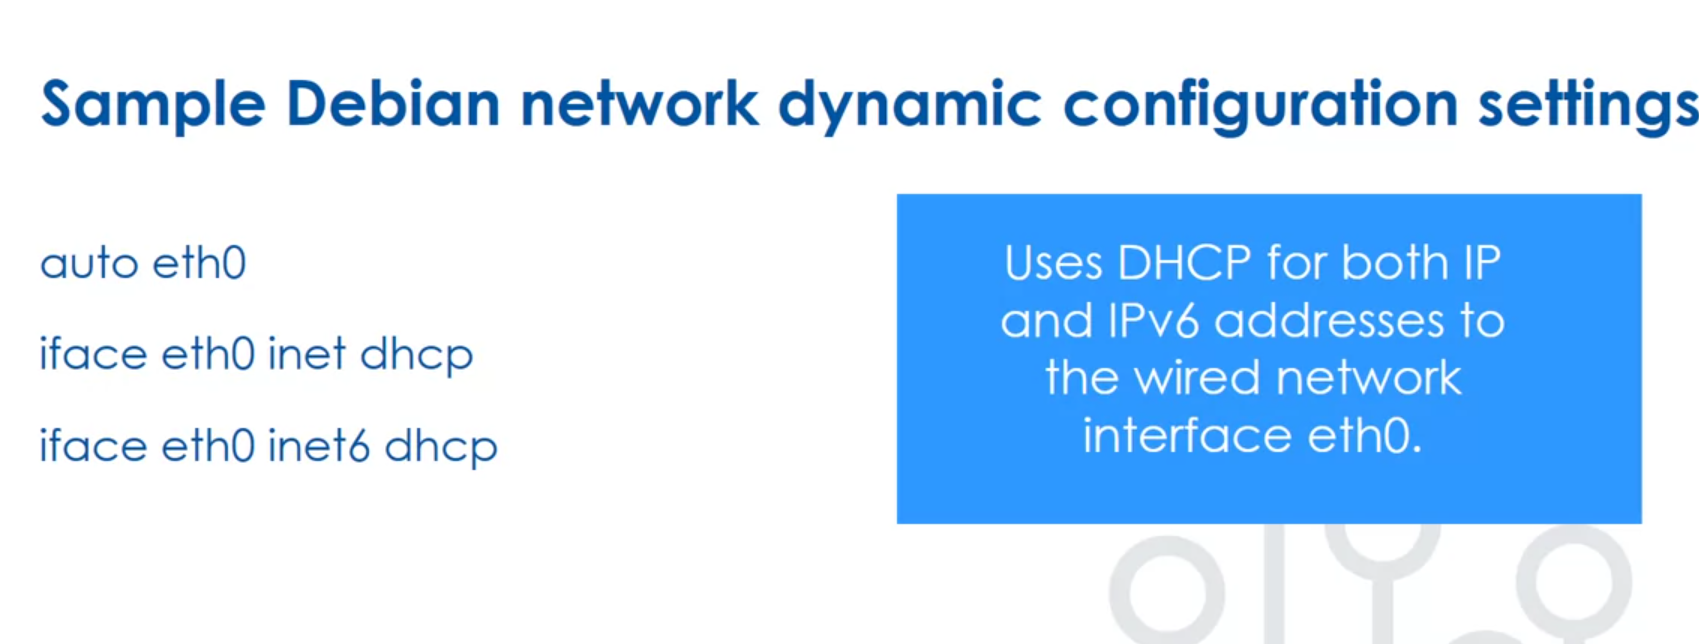 Sample Debian network dynamic configuration settings
auto eth0
iface eth0 inet dhcp
iface eth0 inet6 dhcp
Uses DHCP for both IP
and IPv6 addresses to
the wired network
interface eth0.